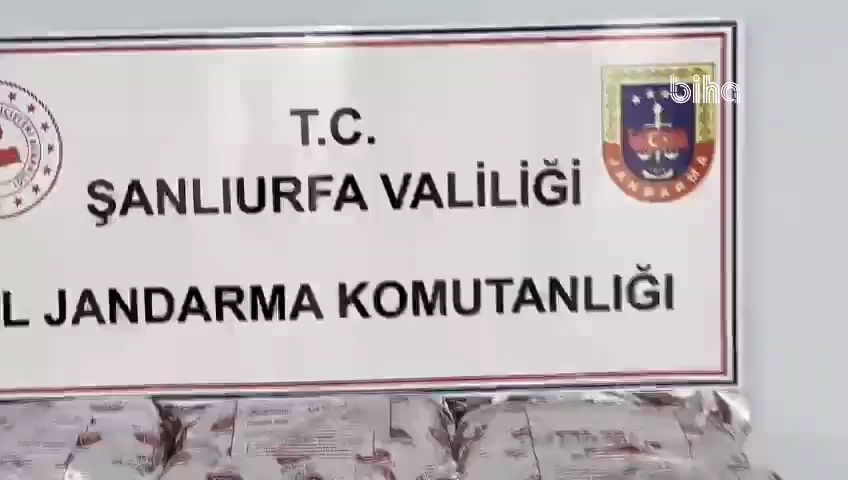 biha
T.C.
ŞANLIURFA VALİLİĞİ
L JANDARMA KOMUTANLIĞI
JANDARMA